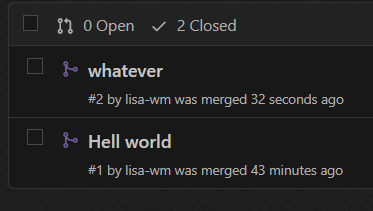 0 Open 2 Closed
whatever
#2 by lisa-wm was merged 32 seconds ago
Hell world
#1 by lisa-wm was merged 43 minutes ago